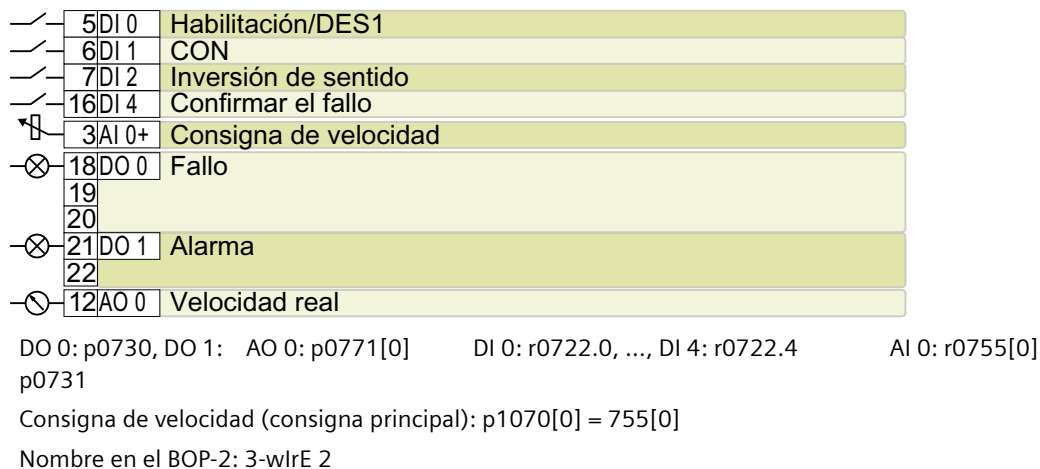 5 DI 0 Habilitación/DES1
6 DI 1 CON
7 DI 2 Inversión de sentido
16 DI 4 Confirmar el fallo
3 AI 0+ Consigna de velocidad
18 DO 0 Fallo
19
20
21 DO 1 Alarma
22
12 AO 0 Velocidad real
DO 0: p0730, DO 1: AO 0: p0771[0] DI 0: r0722.0, ..., DI 4: r0722.4 AI 0: r0755[0]
p0731
Consigna de velocidad (consigna principal): p1070[0] = 755[0]
Nombre en el BOP-2: 3-wIrE 2